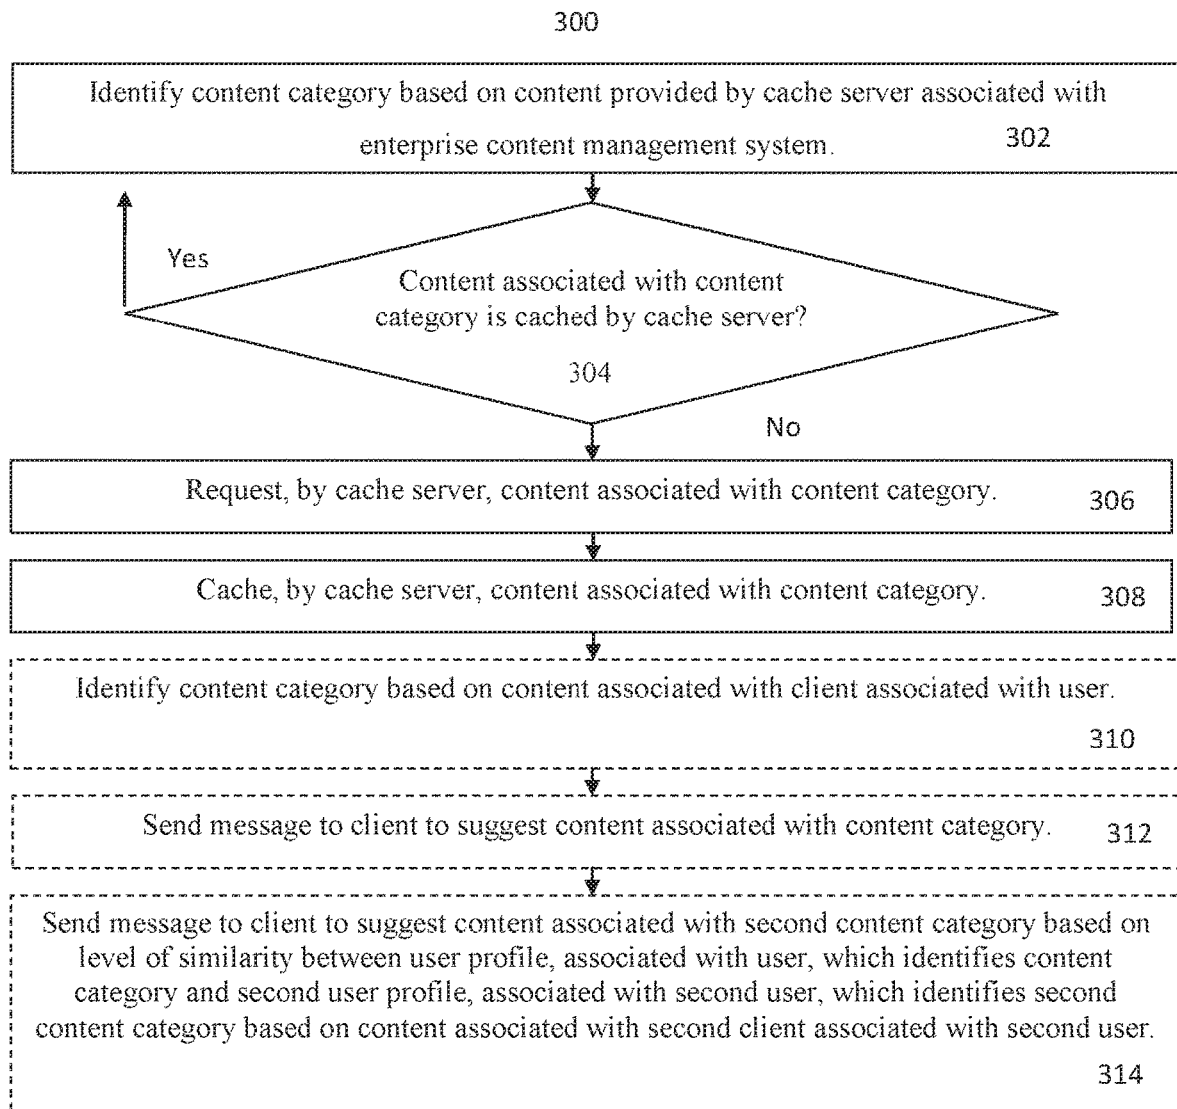 300
Identify content category based on content provided by cache server associated with
enterprise content management system.
302
Yes
Content associated with content
category is cached by cache server?
304
No
Request, by cache server, content associated with content category.
306
Cache, by cache server, content associated with content category.
308
Identify content category based on content associated with client associated with user.
310
Send message to client to suggest content associated with content category.
312
Send message to client to suggest content associated with second content category based on
level of similarity between user profile, associated with user, which identifies content
category and second user profile, associated with second user, which identifies second
content category based on content associated with second client associated with second user.
314